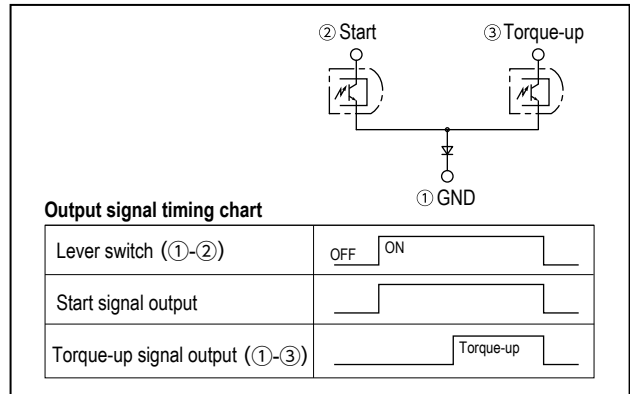 ② Start ③ Torque-up
① GND
Output signal timing chart
Lever switch (①-②) OFF ON
Start signal output
Torque-up signal output (①-③) Torque-up